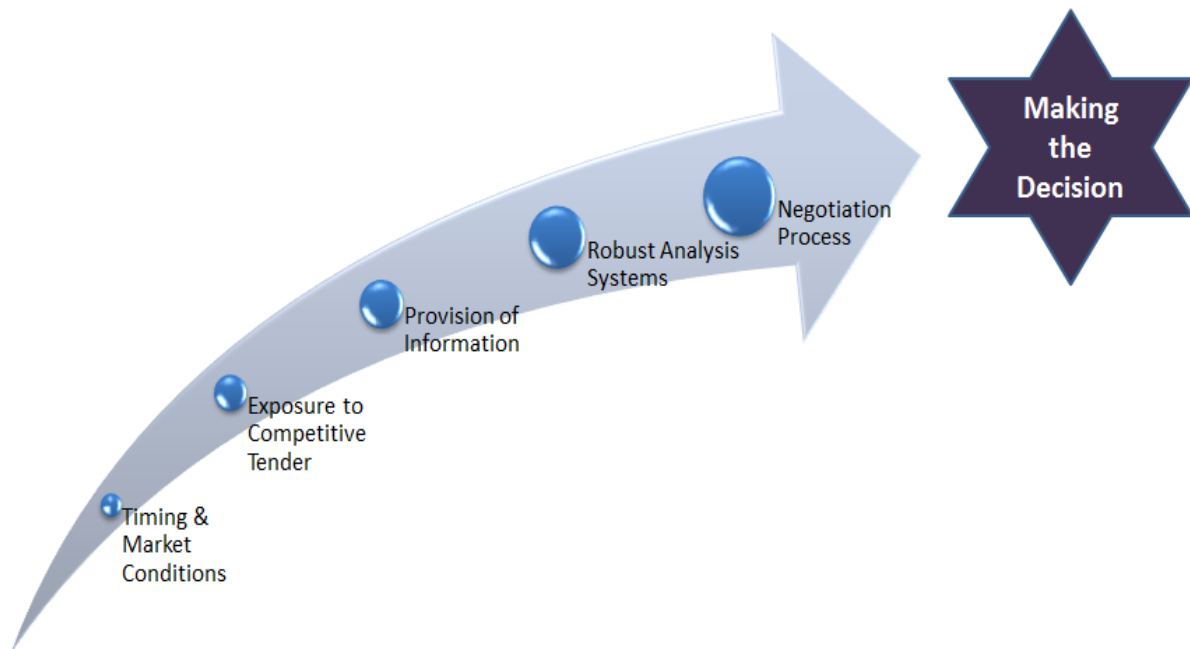 Making
the
Decision
Negotiation
Process
Robust Analysis
Systems
Provision of
Information
Exposure to
Competitive
Tender
Timing &
Market
Conditions